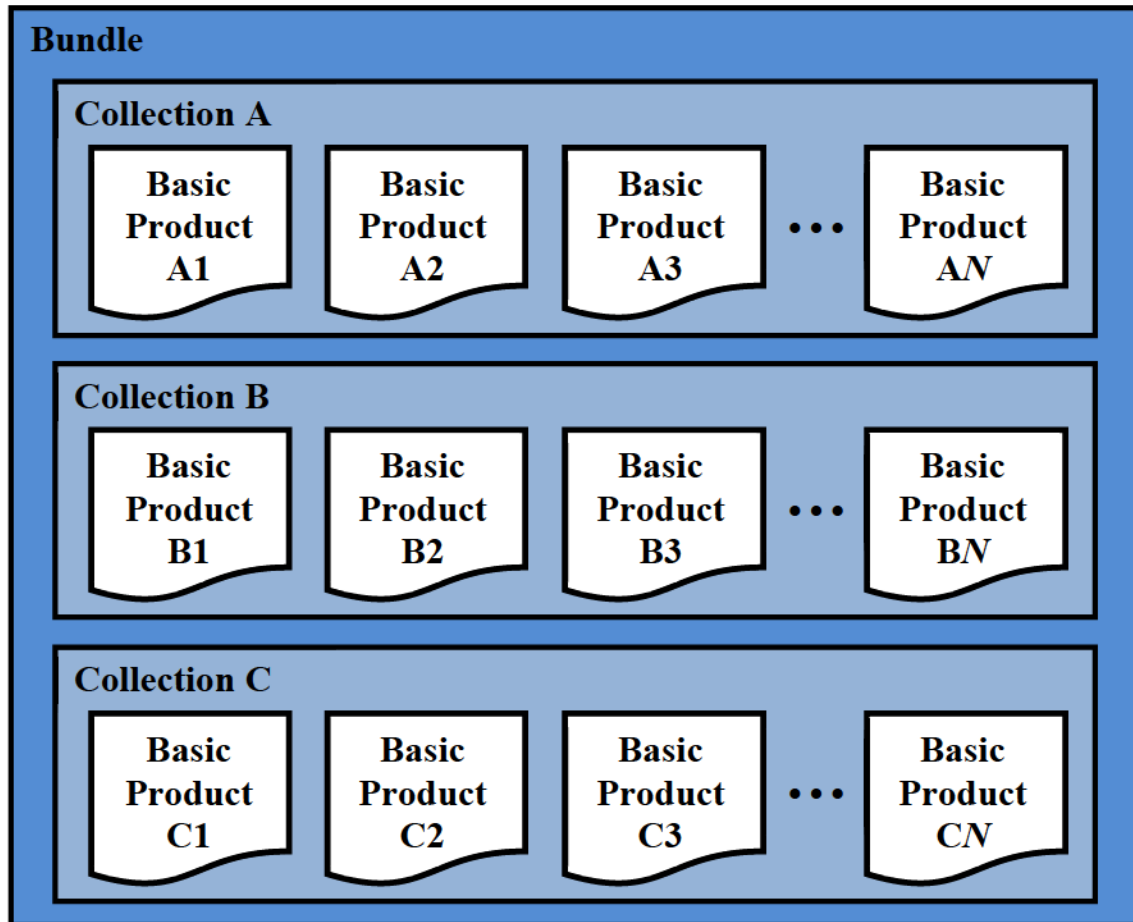 Bundle
Collection A
Basic
Product
A1
Basic
Product
A2
Basic
Product
A3
•••
Basic
Product
AN
Collection B
Basic
Product
B1
Basic
Product
B2
Basic
Product
B3
•••
Basic
Product
BN
Collection C
Basic
Product
C1
Basic
Product
C2
Basic
Product
C3
•••
Basic
Product
CN